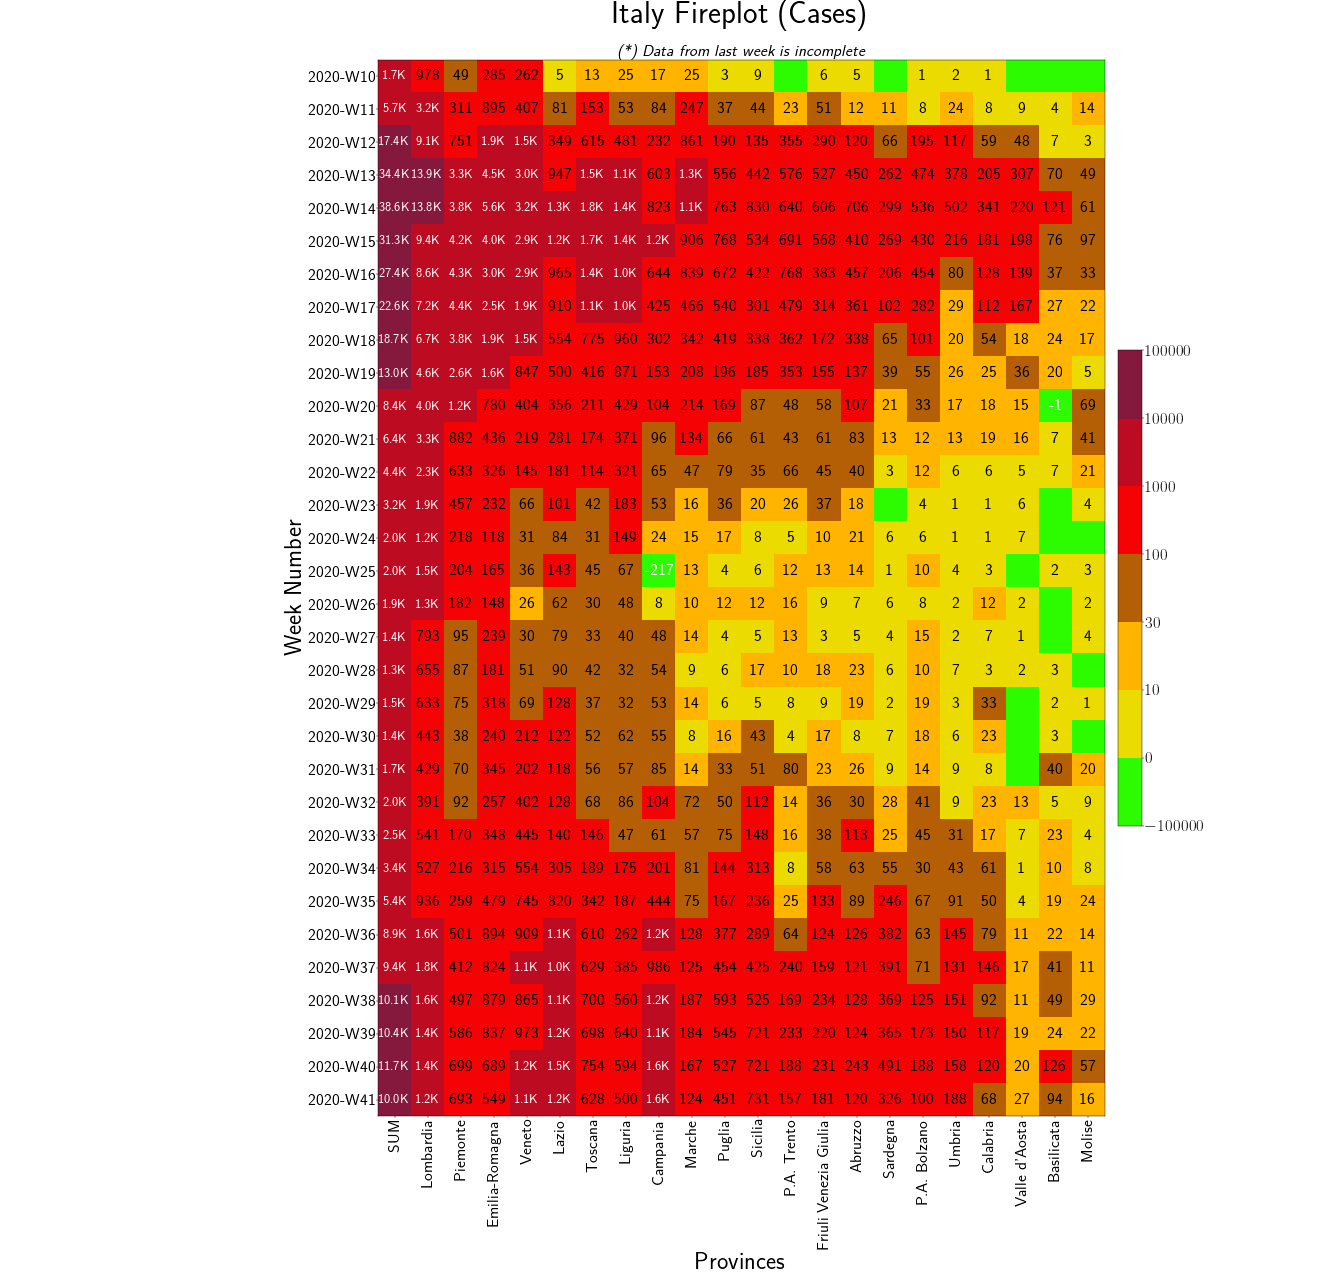 Italy Fireplot (Cases)
(*) Data from last week is incomplete
2020-W10 1.7K 978 49 285 262 5 13 25 17 25 3 9 6 5 1 2 1
2020-W11 5.7K 3.2K 311 895 407 81 153 53 84 247 37 44 23 51 12 11 8 24 8 9 4 14
2020-W12 17.4K 9.1K 751 1.9K 1.5K 349 615 481 232 861 190 135 355 290 120 66 195 117 59 48 7 3
2020-W13 34.4K 13.9K 3.3K 4.5K 3.0K 947 1.5K 1.1K 603 1.3K 556 442 576 527 450 262 474 378 205 307 70 49
2020-W14 38.6K 13.8K 3.8K 5.6K 3.2K 1.3K 1.8K 1.4K 823 1.1K 763 830 640 606 706 299 536 502 341 220 121 61
2020-W15 31.3K 9.4K 4.2K 4.0K 2.9K 1.2K 1.7K 1.4K 1.2K 906 768 534 691 568 410 269 430 216 181 198 76 97
2020-W16 27.4K 8.6K 4.3K 3.0K 2.9K 965 1.4K 1.0K 644 839 672 422 768 383 457 206 454 80 128 139 37 33
2020-W17 22.6K 7.2K 4.4K 2.5K 1.9K 910 1.1K 1.0K 425 466 540 301 479 314 361 102 282 29 112 167 27 22
2020-W18 18.7K 6.7K 3.8K 1.9K 1.5K 554 775 960 302 342 419 338 362 172 338 65 101 20 54 18 24 17
2020-W19 13.0K 4.6K 2.6K 1.6K 847 500 416 871 153 208 196 185 353 155 137 39 55 26 25 36 20 5
2020-W20 8.4K 4.0K 1.2K 780 404 356 211 429 104 214 169 87 48 58 107 21 33 17 18 15 -1 69
2020-W21 6.4K 3.3K 882 436 219 281 174 371 96 134 66 61 43 61 83 13 12 13 19 16 7 41
2020-W22 4.4K 2.3K 633 326 145 181 114 321 65 47 79 35 66 45 40 3 12 6 6 5 7 21
2020-W23 3.2K 1.9K 457 232 66 101 42 183 53 16 36 20 26 37 18 4 1 1 6 4
2020-W24 2.0K 1.2K 218 118 31 84 31 149 24 15 17 8 5 10 21 6 6 1 1 7
2020-W25 2.0K 1.5K 204 165 36 143 45 67 -217 13 4 6 12 13 14 1 10 4 3 2 3
2020-W26 1.9K 1.3K 182 148 26 62 30 48 8 10 12 12 16 9 7 6 8 2 12 2 2
2020-W27 1.4K 793 95 239 30 79 33 40 48 14 4 5 13 3 5 4 15 2 7 1 4
2020-W28 1.3K 655 87 181 51 90 42 32 54 9 6 17 10 18 23 6 10 7 3 2 3
2020-W29 1.5K 633 75 318 69 128 37 32 53 14 6 5 8 9 19 2 19 3 33 2 1
2020-W30 1.4K 443 38 240 212 122 52 62 55 8 16 43 4 17 8 7 18 6 23 3
2020-W31 1.7K 429 70 345 202 118 56 57 85 14 33 51 80 23 26 9 14 9 8 40 20
2020-W32 2.0K 391 92 257 402 128 68 86 104 72 50 112 14 36 30 28 41 9 23 13 5 9
2020-W33 2.5K 541 170 348 445 140 146 47 61 57 75 148 16 38 113 25 45 31 17 7 23 4
2020-W34 3.4K 527 216 315 554 305 189 175 201 81 144 313 8 58 63 55 30 43 61 1 10 8
2020-W35 5.4K 936 259 479 745 820 342 187 444 75 167 236 25 133 89 246 67 91 50 4 19 24
2020-W36 8.9K 1.6K 501 894 909 1.1K 610 262 1.2K 128 377 289 64 124 126 382 63 145 79 11 22 14
2020-W37 9.4K 1.8K 412 824 1.1K 1.0K 629 385 986 125 454 425 240 159 121 391 71 131 146 17 41 11
2020-W38 10.1K 1.6K 497 879 865 1.1K 700 560 1.2K 187 593 525 169 234 128 369 125 151 92 11 49 29
2020-W39 10.4K 1.4K 586 837 973 1.2K 698 640 1.1K 184 545 721 233 220 124 365 173 150 117 19 24 22
2020-W40 11.7K 1.4K 699 689 1.2K 1.5K 754 594 1.6K 167 527 721 188 231 243 491 188 158 120 20 126 57
2020-W41 10.0K 1.2K 693 549 1.1K 1.2K 628 500 1.6K 124 451 731 157 181 120 326 100 188 68 27 94 16
SUM
Lombardia
Piemonte
Emilia-Romagna
Veneto
Lazio
Toscana
Liguria
Campania
Marche
Puglia
Sicilia
P.A. Trento
Friuli Venezia Giulia
Abruzzo
Sardegna
P.A. Bolzano
Umbria
Calabria
Valle d'Aosta
Basilicata
Molise
Provinces
Week Number
100000
10000
1000
100
30
10
0
−100000